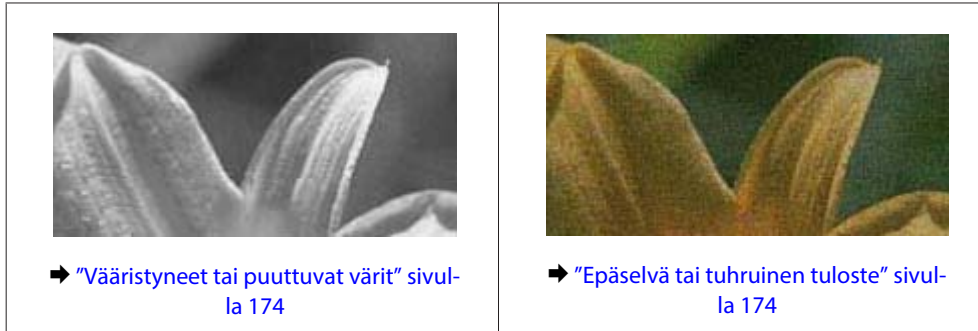 ➡ ”Vääristyneet tai puuttuvat värit” sivul-
la 174
➡ ”Epäselvä tai tuhruinen tuloste” sivul-
la 174